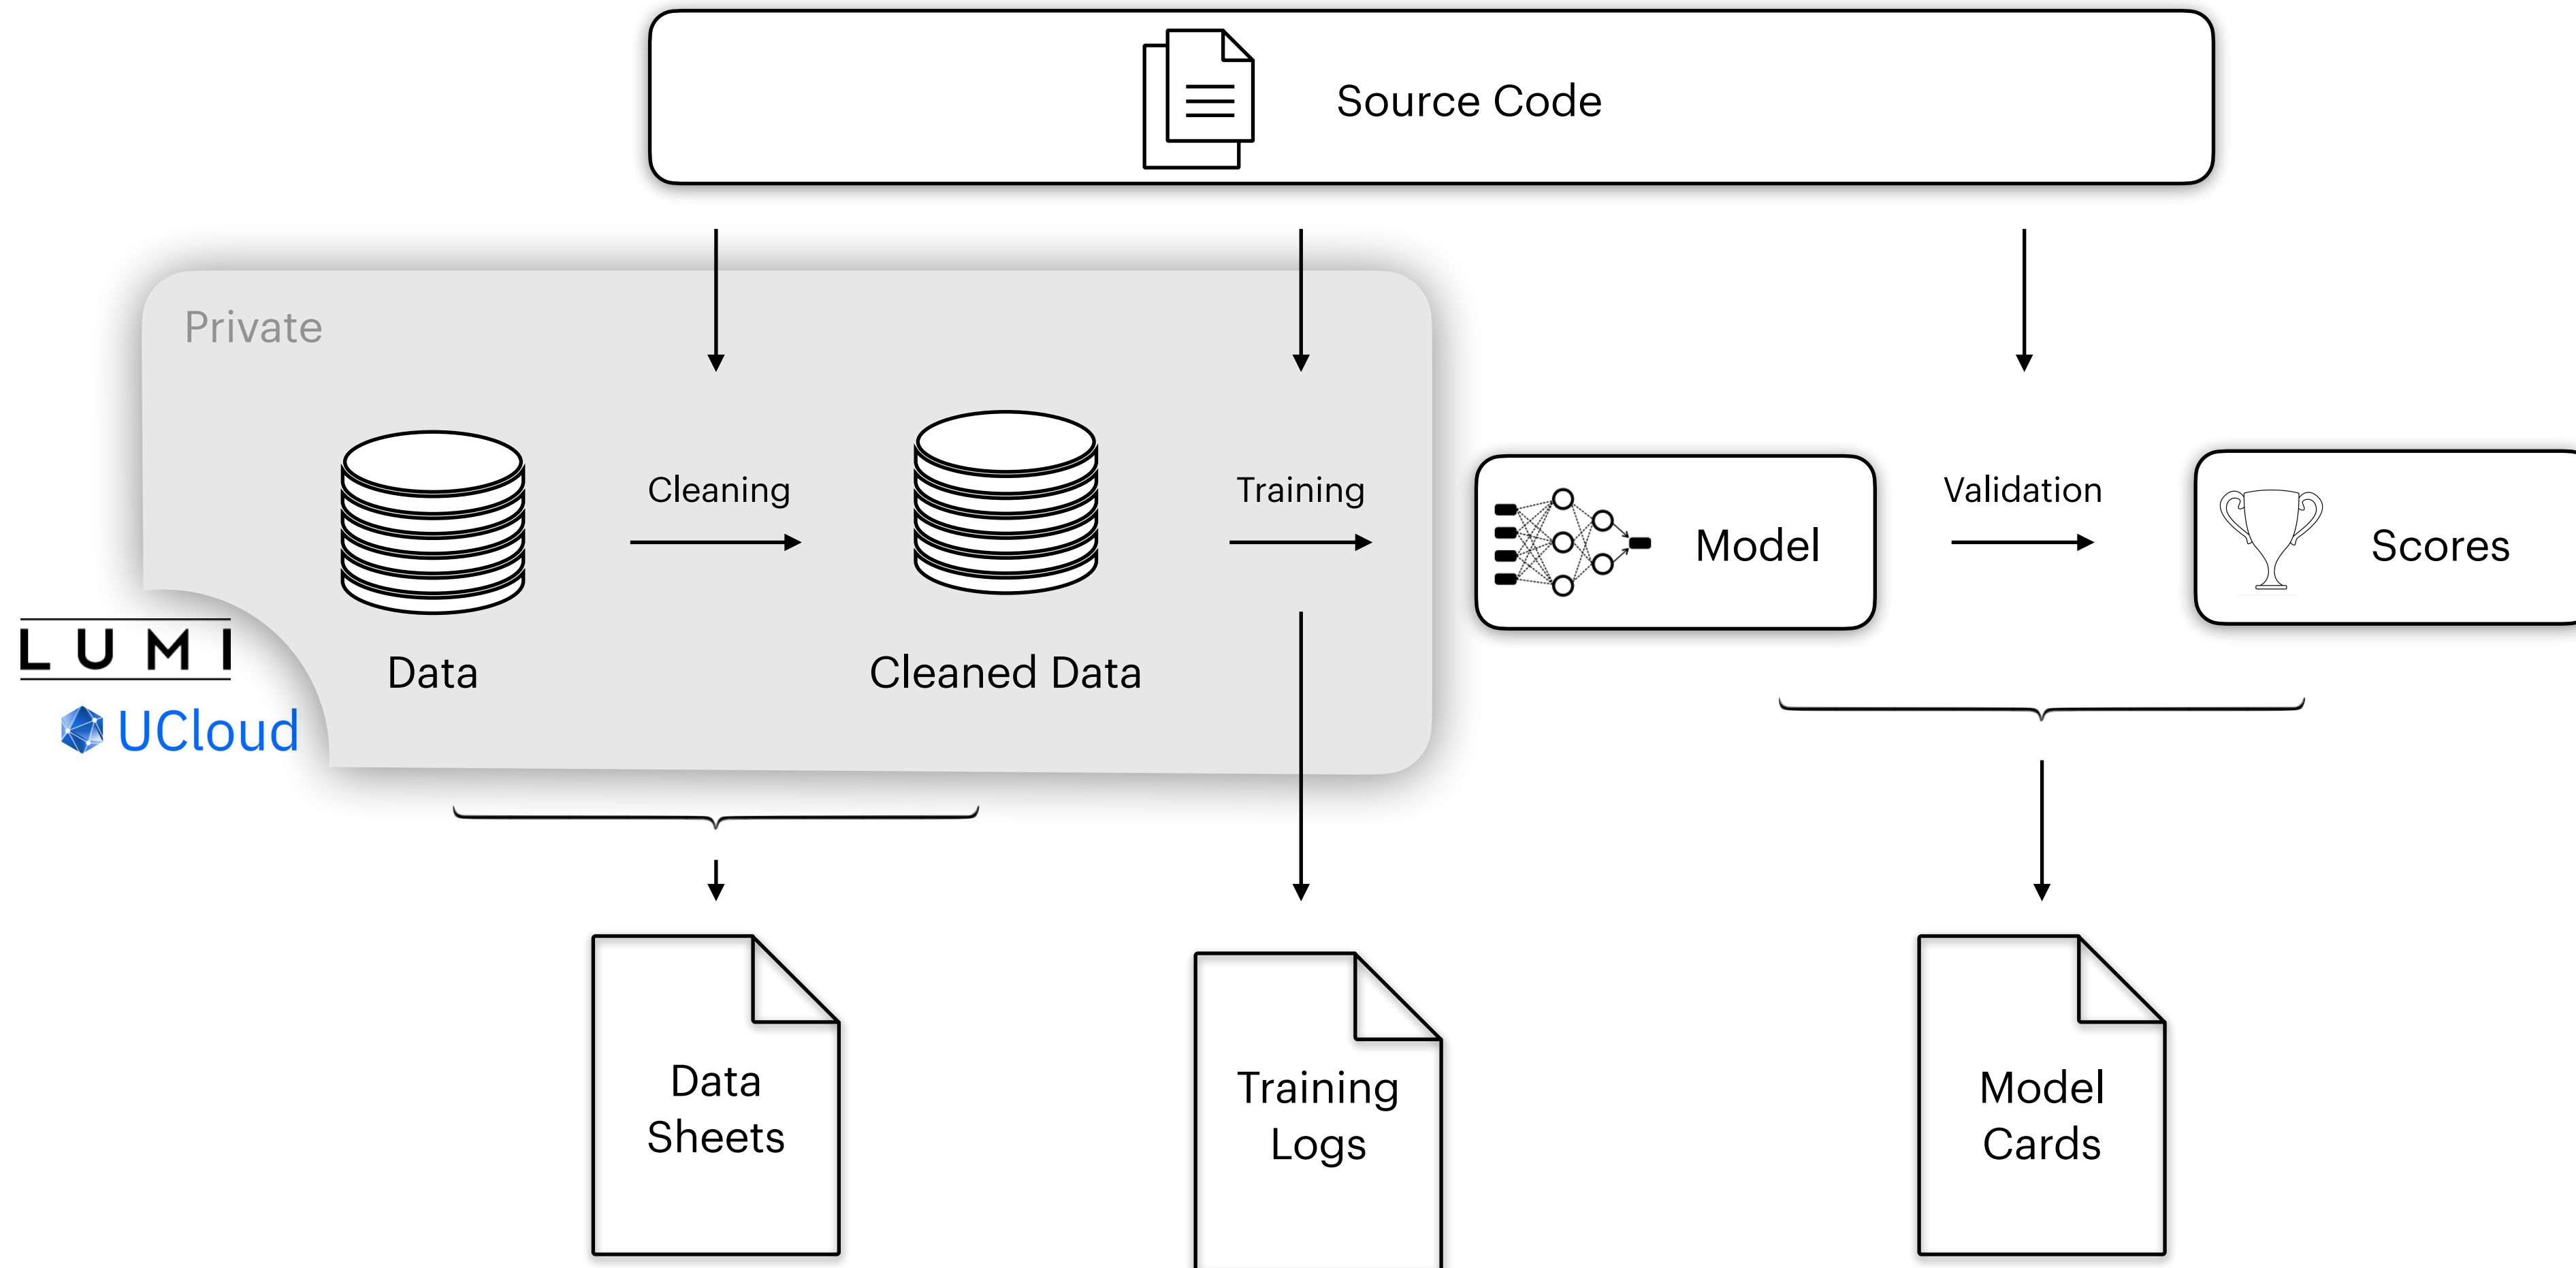 Source Code
Private
Cleaning
Training
Validation
Model
Scores
Data
Cleaned Data
LUMI
UCloud
Data
Sheets
Training
Logs
Model
Cards